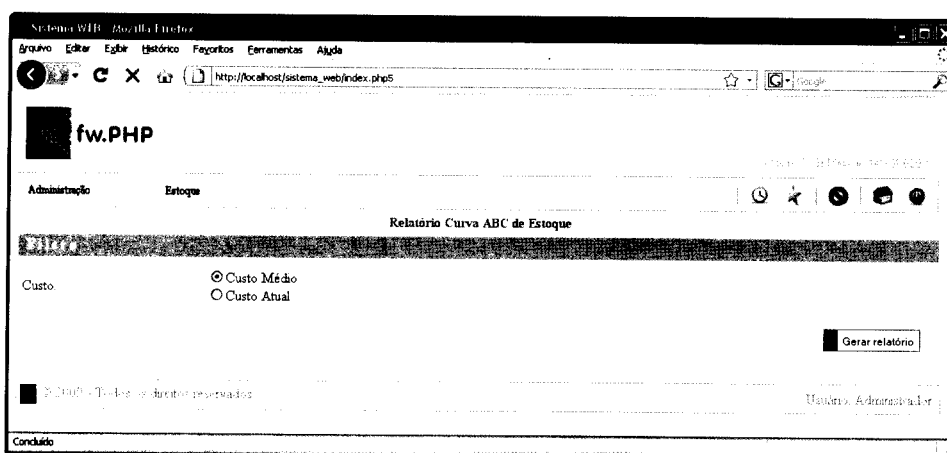 Sistema WEB - Mozilla Firefox
Arquivo Editar Exibir Histórico Favoritos Ferramentas Ajuda
http://localhost/sistema_web/index.php5
Google
fw.PHP
Administração Estoque
Relatório Curva ABC de Estoque
Filtro
Custo.
Custo Médio
Custo Atual
Gerar relatório
- Todos os direitos reservados
Usuário: Administrador
Concluído